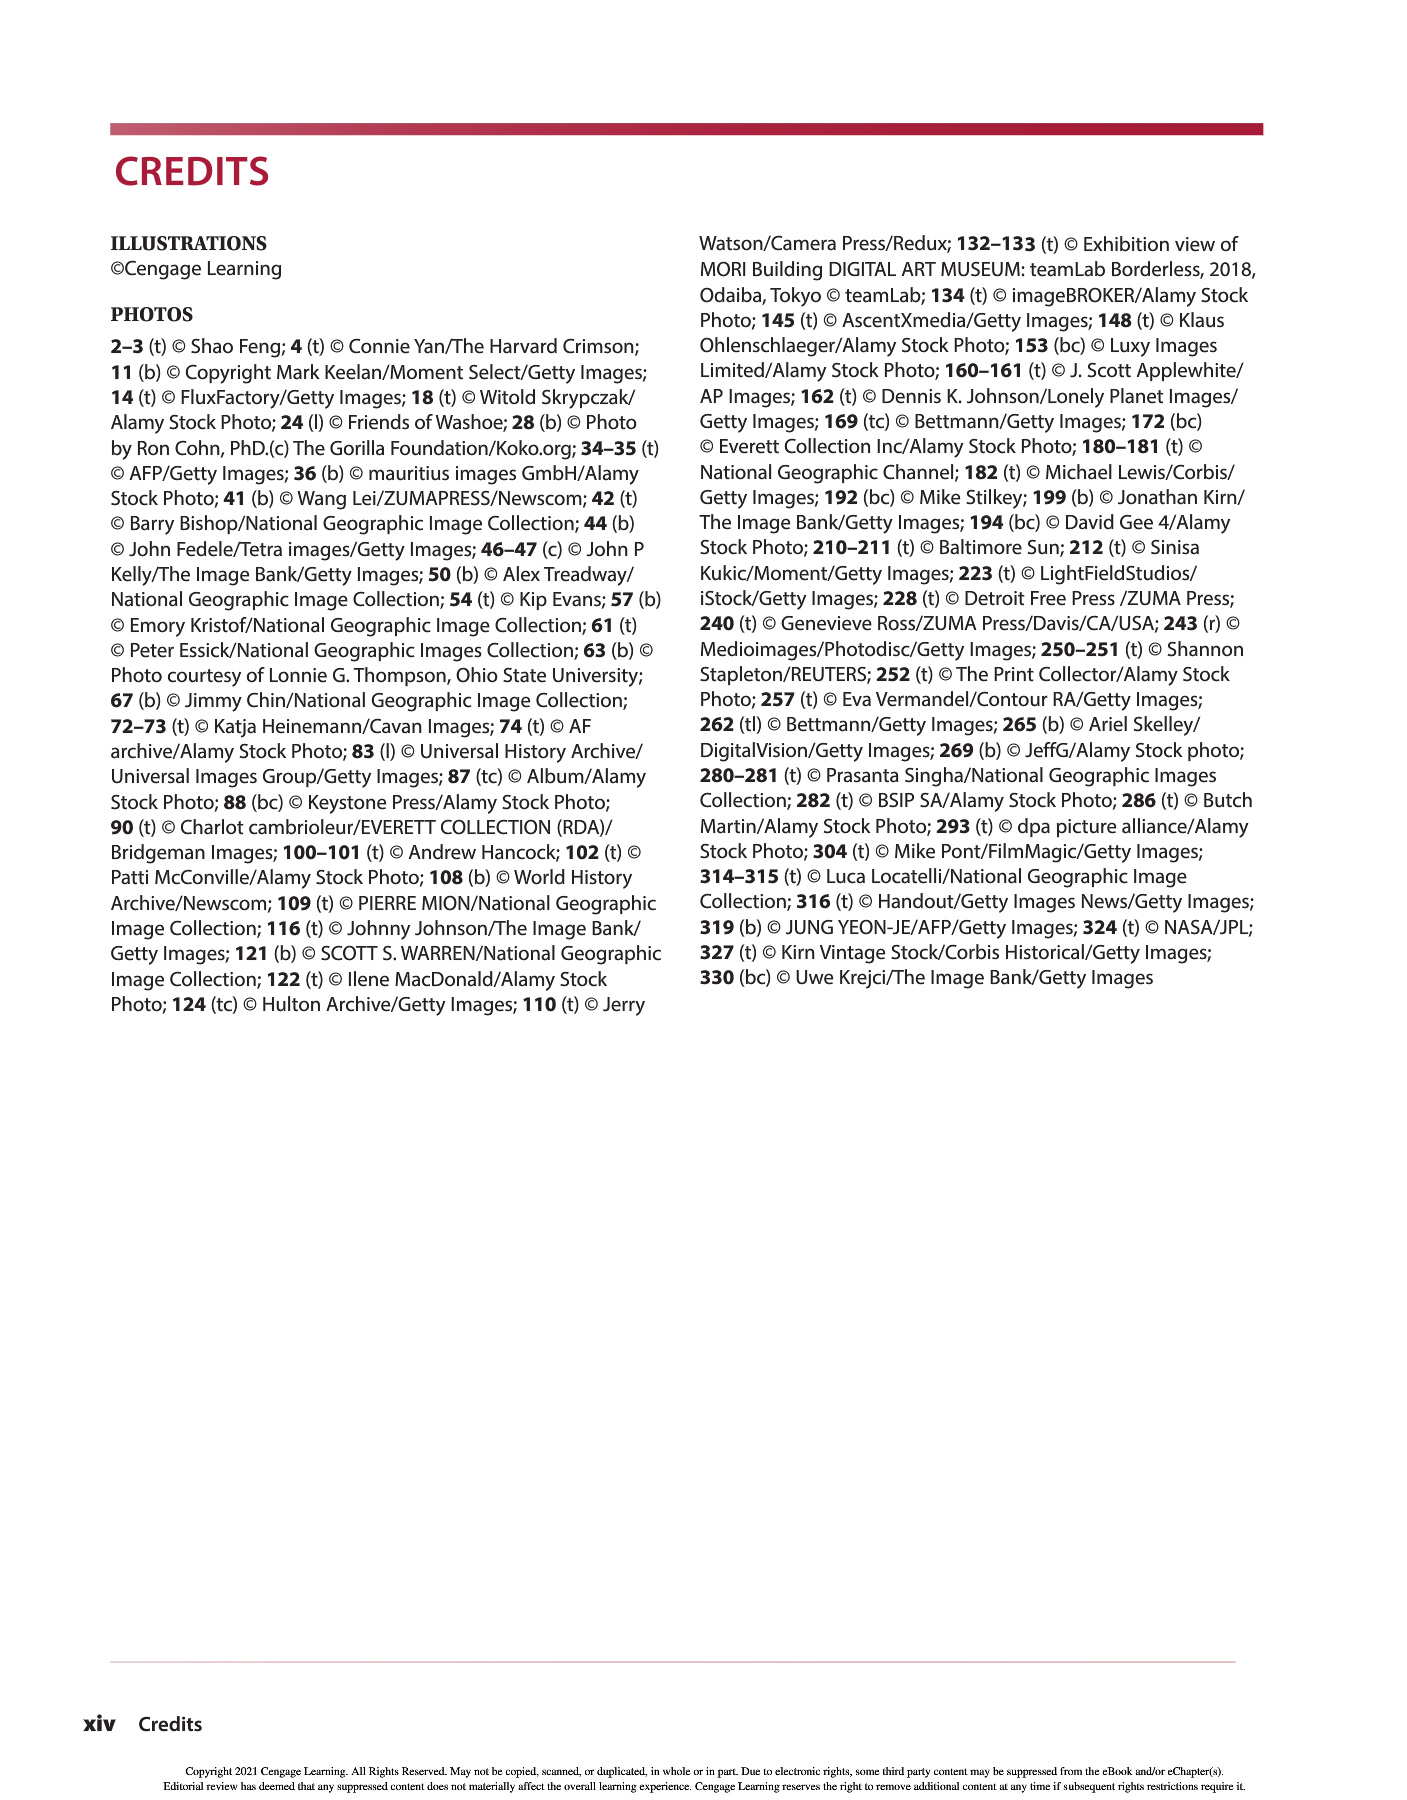 CREDITS
ILLUSTRATIONS
©Cengage Learning
PHOTOS
2–3 (t) © Shao Feng; 4 (t) © Connie Yan/The Harvard Crimson;
11 (b) © Copyright Mark Keelan/Moment Select/Getty Images;
14 (t) © FluxFactory/Getty Images; 18 (t) © Witold Skrypczak/
Alamy Stock Photo; 24 (l) © Friends of Washoe; 28 (b) © Photo
by Ron Cohn, PhD.(c) The Gorilla Foundation/Koko.org; 34–35 (t)
© AFP/Getty Images; 36 (b) © mauritius images GmbH/Alamy
Stock Photo; 41 (b) © Wang Lei/ZUMAPRESS/Newscom; 42 (t)
© Barry Bishop/National Geographic Image Collection; 44 (b)
© John Fedele/Tetra images/Getty Images; 46–47 (c) © John P
Kelly/The Image Bank/Getty Images; 50 (b) © Alex Treadway/
National Geographic Image Collection; 54 (t) © Kip Evans; 57 (b)
© Emory Kristof/National Geographic Image Collection; 61 (t)
© Peter Essick/National Geographic Images Collection; 63 (b) ©
Photo courtesy of Lonnie G. Thompson, Ohio State University;
67 (b) © Jimmy Chin/National Geographic Image Collection;
72–73 (t) © Katja Heinemann/Cavan Images; 74 (t) © AF
archive/Alamy Stock Photo; 83 (l) © Universal History Archive/
Universal Images Group/Getty Images; 87 (tc) © Album/Alamy
Stock Photo; 88 (bc) © Keystone Press/Alamy Stock Photo;
90 (t) © Charlot cambrioleur/EVERETT COLLECTION (RDA)/
Bridgeman Images; 100–101 (t) © Andrew Hancock; 102 (t) ©
Patti McConville/Alamy Stock Photo; 108 (b) © World History
Archive/Newscom; 109 (t) © PIERRE MION/National Geographic
Image Collection; 116 (t) © Johnny Johnson/The Image Bank/
Getty Images; 121 (b) © SCOTT S. WARREN/National Geographic
Image Collection; 122 (t) © Ilene MacDonald/Alamy Stock
Photo; 124 (tc) © Hulton Archive/Getty Images; 110 (t) © Jerry
Watson/Camera Press/Redux; 132–133 (t) © Exhibition view of
MORI Building DIGITAL ART MUSEUM: teamLab Borderless, 2018,
Odaiba, Tokyo © teamLab; 134 (t) © imageBROKER/Alamy Stock
Photo; 145 (t) © AscentXmedia/Getty Images; 148 (t) © Klaus
Ohlenschlaeger/Alamy Stock Photo; 153 (bc) © Luxy Images
Limited/Alamy Stock Photo; 160–161 (t) © J. Scott Applewhite/
AP Images; 162 (t) © Dennis K. Johnson/Lonely Planet Images/
Getty Images; 169 (tc) © Bettmann/Getty Images; 172 (bc)
© Everett Collection Inc/Alamy Stock Photo; 180–181 (t) ©
National Geographic Channel; 182 (t) © Michael Lewis/Corbis/
Getty Images; 192 (bc) © Mike Stilkey; 199 (b) © Jonathan Kirn/
The Image Bank/Getty Images; 194 (bc) © David Gee 4/Alamy
Stock Photo; 210–211 (t) © Baltimore Sun; 212 (t) © Sinisa
Kukic/Moment/Getty Images; 223 (t) © LightFieldStudios/
iStock/Getty Images; 228 (t) © Detroit Free Press /ZUMA Press;
240 (t) © Genevieve Ross/ZUMA Press/Davis/CA/USA; 243 (r) ©
Medioimages/Photodisc/Getty Images; 250–251 (t) © Shannon
Stapleton/REUTERS; 252 (t) © The Print Collector/Alamy Stock
Photo; 257 (t) © Eva Vermandel/Contour RA/Getty Images;
262 (tl) © Bettmann/Getty Images; 265 (b) © Ariel Skelley/
DigitalVision/Getty Images; 269 (b) © JeffG/Alamy Stock photo;
280–281 (t) © Prasanta Singha/National Geographic Images
Collection; 282 (t) © BSIP SA/Alamy Stock Photo; 286 (t) © Butch
Martin/Alamy Stock Photo; 293 (t) © dpa picture alliance/Alamy
Stock Photo; 304 (t) © Mike Pont/FilmMagic/Getty Images;
314–315 (t) © Luca Locatelli/National Geographic Image
Collection; 316 (t) © Handout/Getty Images News/Getty Images;
319 (b) © JUNG YEON-JE/AFP/Getty Images; 324 (t) © NASA/JPL;
327 (t) © Kirn Vintage Stock/Corbis Historical/Getty Images;
330 (bc) © Uwe Krejci/The Image Bank/Getty Images
xiv Credits
Copyright 2021 Cengage Learning. All Rights Reserved. May not be copied, scanned, or duplicated, in whole or in part. Due to electronic rights, some third party content may be suppressed from the eBook and/or eChapter(s).
Editorial review has deemed that any suppressed content does not materially affect the overall learning experience. Cengage Learning reserves the right to remove additional content at any time if subsequent rights restrictions require it.